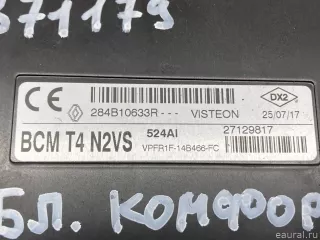 871179
DX2
CE
284B10633R--- VISTEON 25/07/17
BCM T4 N2VS 524AI 27129817
VPFR1F-14B466-FC
БЛ. КОМФОР
eaural.ru